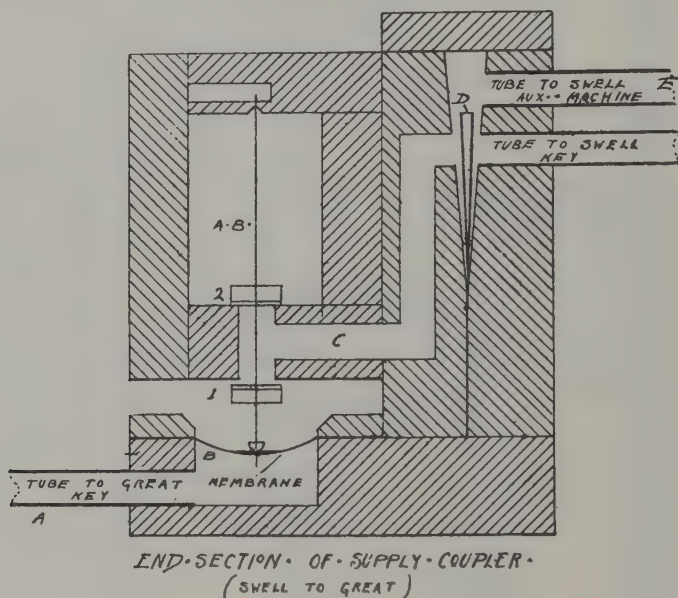 D
TUBE TO SWELL
AUX·· MACHINE
E
TUBE TO SWELL
KEY
A·B·
2
C
1
B
TUBE TO GREAT
KEY
MEMBRANE
A
END·SECTION· OF·SUPPLY·COUPLER·
(SWELL TO GREAT)